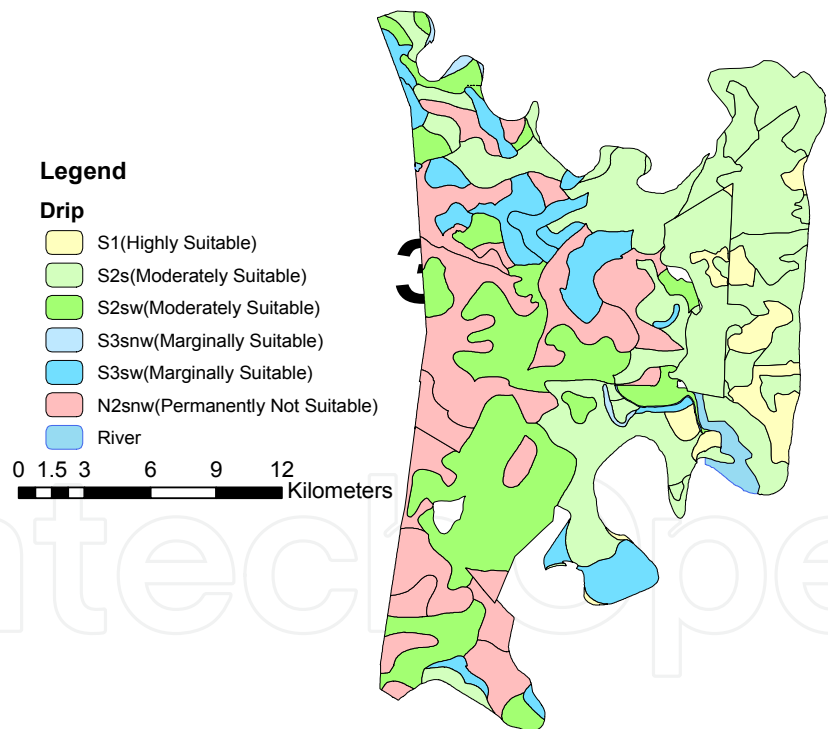 Legend
Drip
S1(Highly Suitable)
S2s(Moderately Suitable)
S2sw(Moderately Suitable)
S3snw(Marginally Suitable)
S3sw(Marginally Suitable)
N2snw(Permanently Not Suitable)
River
0 1.5 3 6 9 12
Kilometers